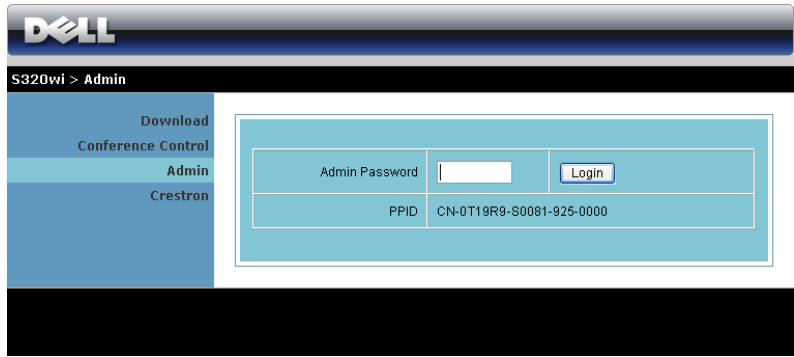 DELL
S320wi > Admin
Download
Conference Control
Admin
Crestron
Admin Password
Login
PPID
CN-0T19R9-S0081-925-0000